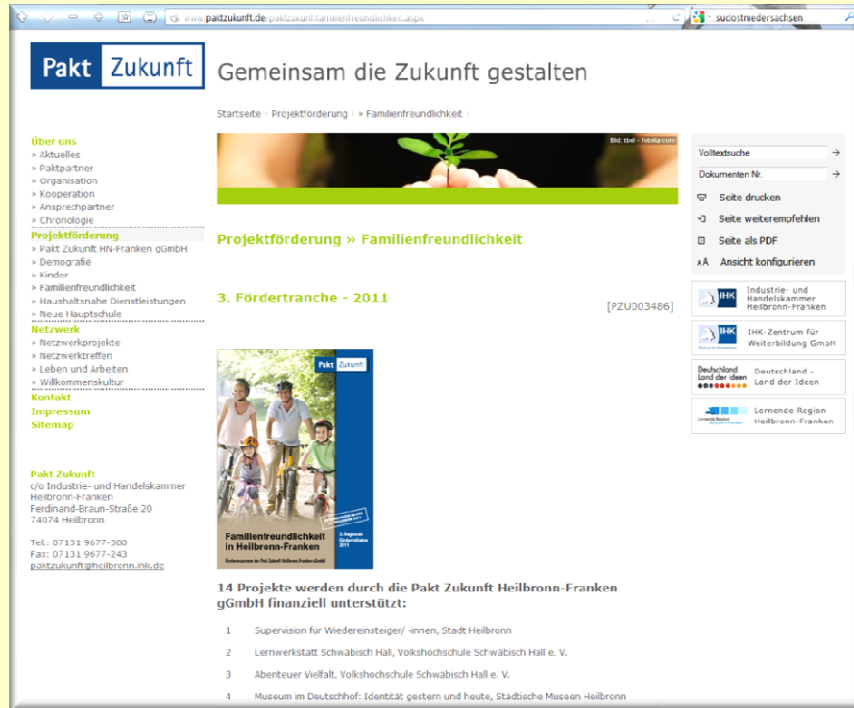 www.paktzukunft.de/paktzukunft/familienfreundlichkeit.aspx
sudostniedersachsen
Pakt Zukunft
Gemeinsam die Zukunft gestalten
Startseite Projektförderung » Familienfreundlichkeit
Über uns
» Aktuelles
» Paktpartner
» Organisation
» Kooperation
» Ansprechpartner
» Chronologie
Projektförderung
» Pakt Zukunft HN-Franken gGmbH
» Demografie
» Kinder
» Familienfreundlichkeit
» Haushaltsnahe Dienstleistungen
» Neue Hauptschule
Netzwerk
» Netzwerkprojekte
» Netzwerktreffen
» Leben und Arbeiten
» Willkommenskultur
Kontakt
Impressum
Sitemap
Pakt Zukunft
c/o Industrie- und Handelskammer
Heilbronn-Franken
Ferdinand-Braun-Straße 20
74074 Heilbronn
Tel.: 07131 9677-300
Fax: 07131 9677-243
paktzukunft@heilbronn.ihk.de
Bild: tbel - fotolia.com
Projektförderung » Familienfreundlichkeit
3. Fördertranche - 2011
[PZU003486]
Pakt Zukunft
Familienfreundlichkeit
in Heilbronn-Franken
14 Projekte werden durch die Pakt Zukunft Heilbronn-Franken
gGmbH finanziell unterstützt:
1 Supervision für Wiedereinsteiger/ -innen, Stadt Heilbronn
2 Lernwerkstatt Schwäbisch Hall, Volkshochschule Schwäbisch Hall e. V.
3 Abenteuer Vielfalt, Volkshochschule Schwäbisch Hall e. V.
4 Museum im Deutschhof: Identität gestern und heute, Städtische Museen Heilbronn
Volltextsuche
Dokumenten Nr.
Seite drucken
Seite weiterempfehlen
Seite als PDF
AA Ansicht konfigurieren
IHK Industrie- und
Handelskammer
Heilbronn-Franken
IHK IHK-Zentrum für
Weiterbildung GmbH
Deutschland
Land der Ideen
Deutschland -
Land der Ideen
Lernende Region
Heilbronn-Franken